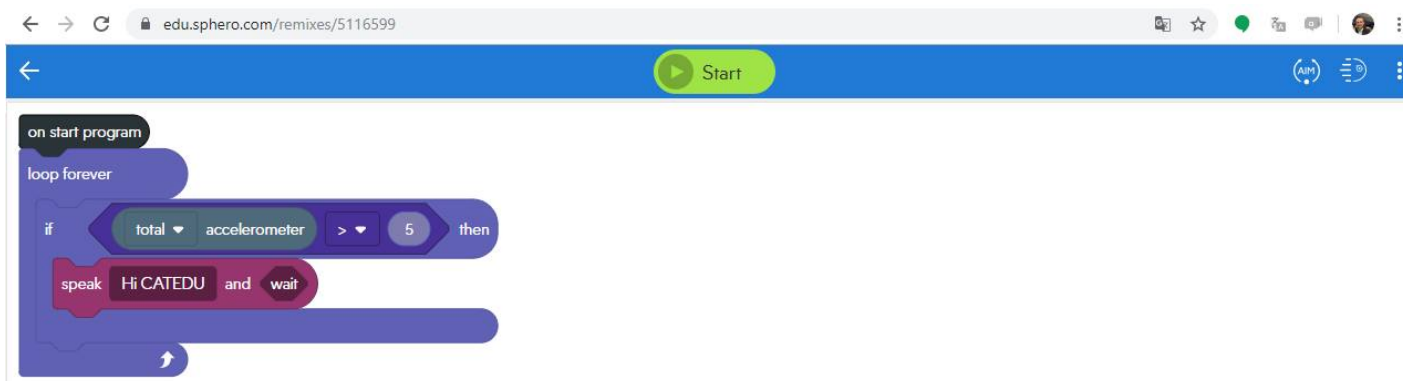 edu.sphero.com/remixes/5116599
Start
AIM
on start program
loop forever
if total accelerometer > 5 then
speak Hi CATEDU and wait